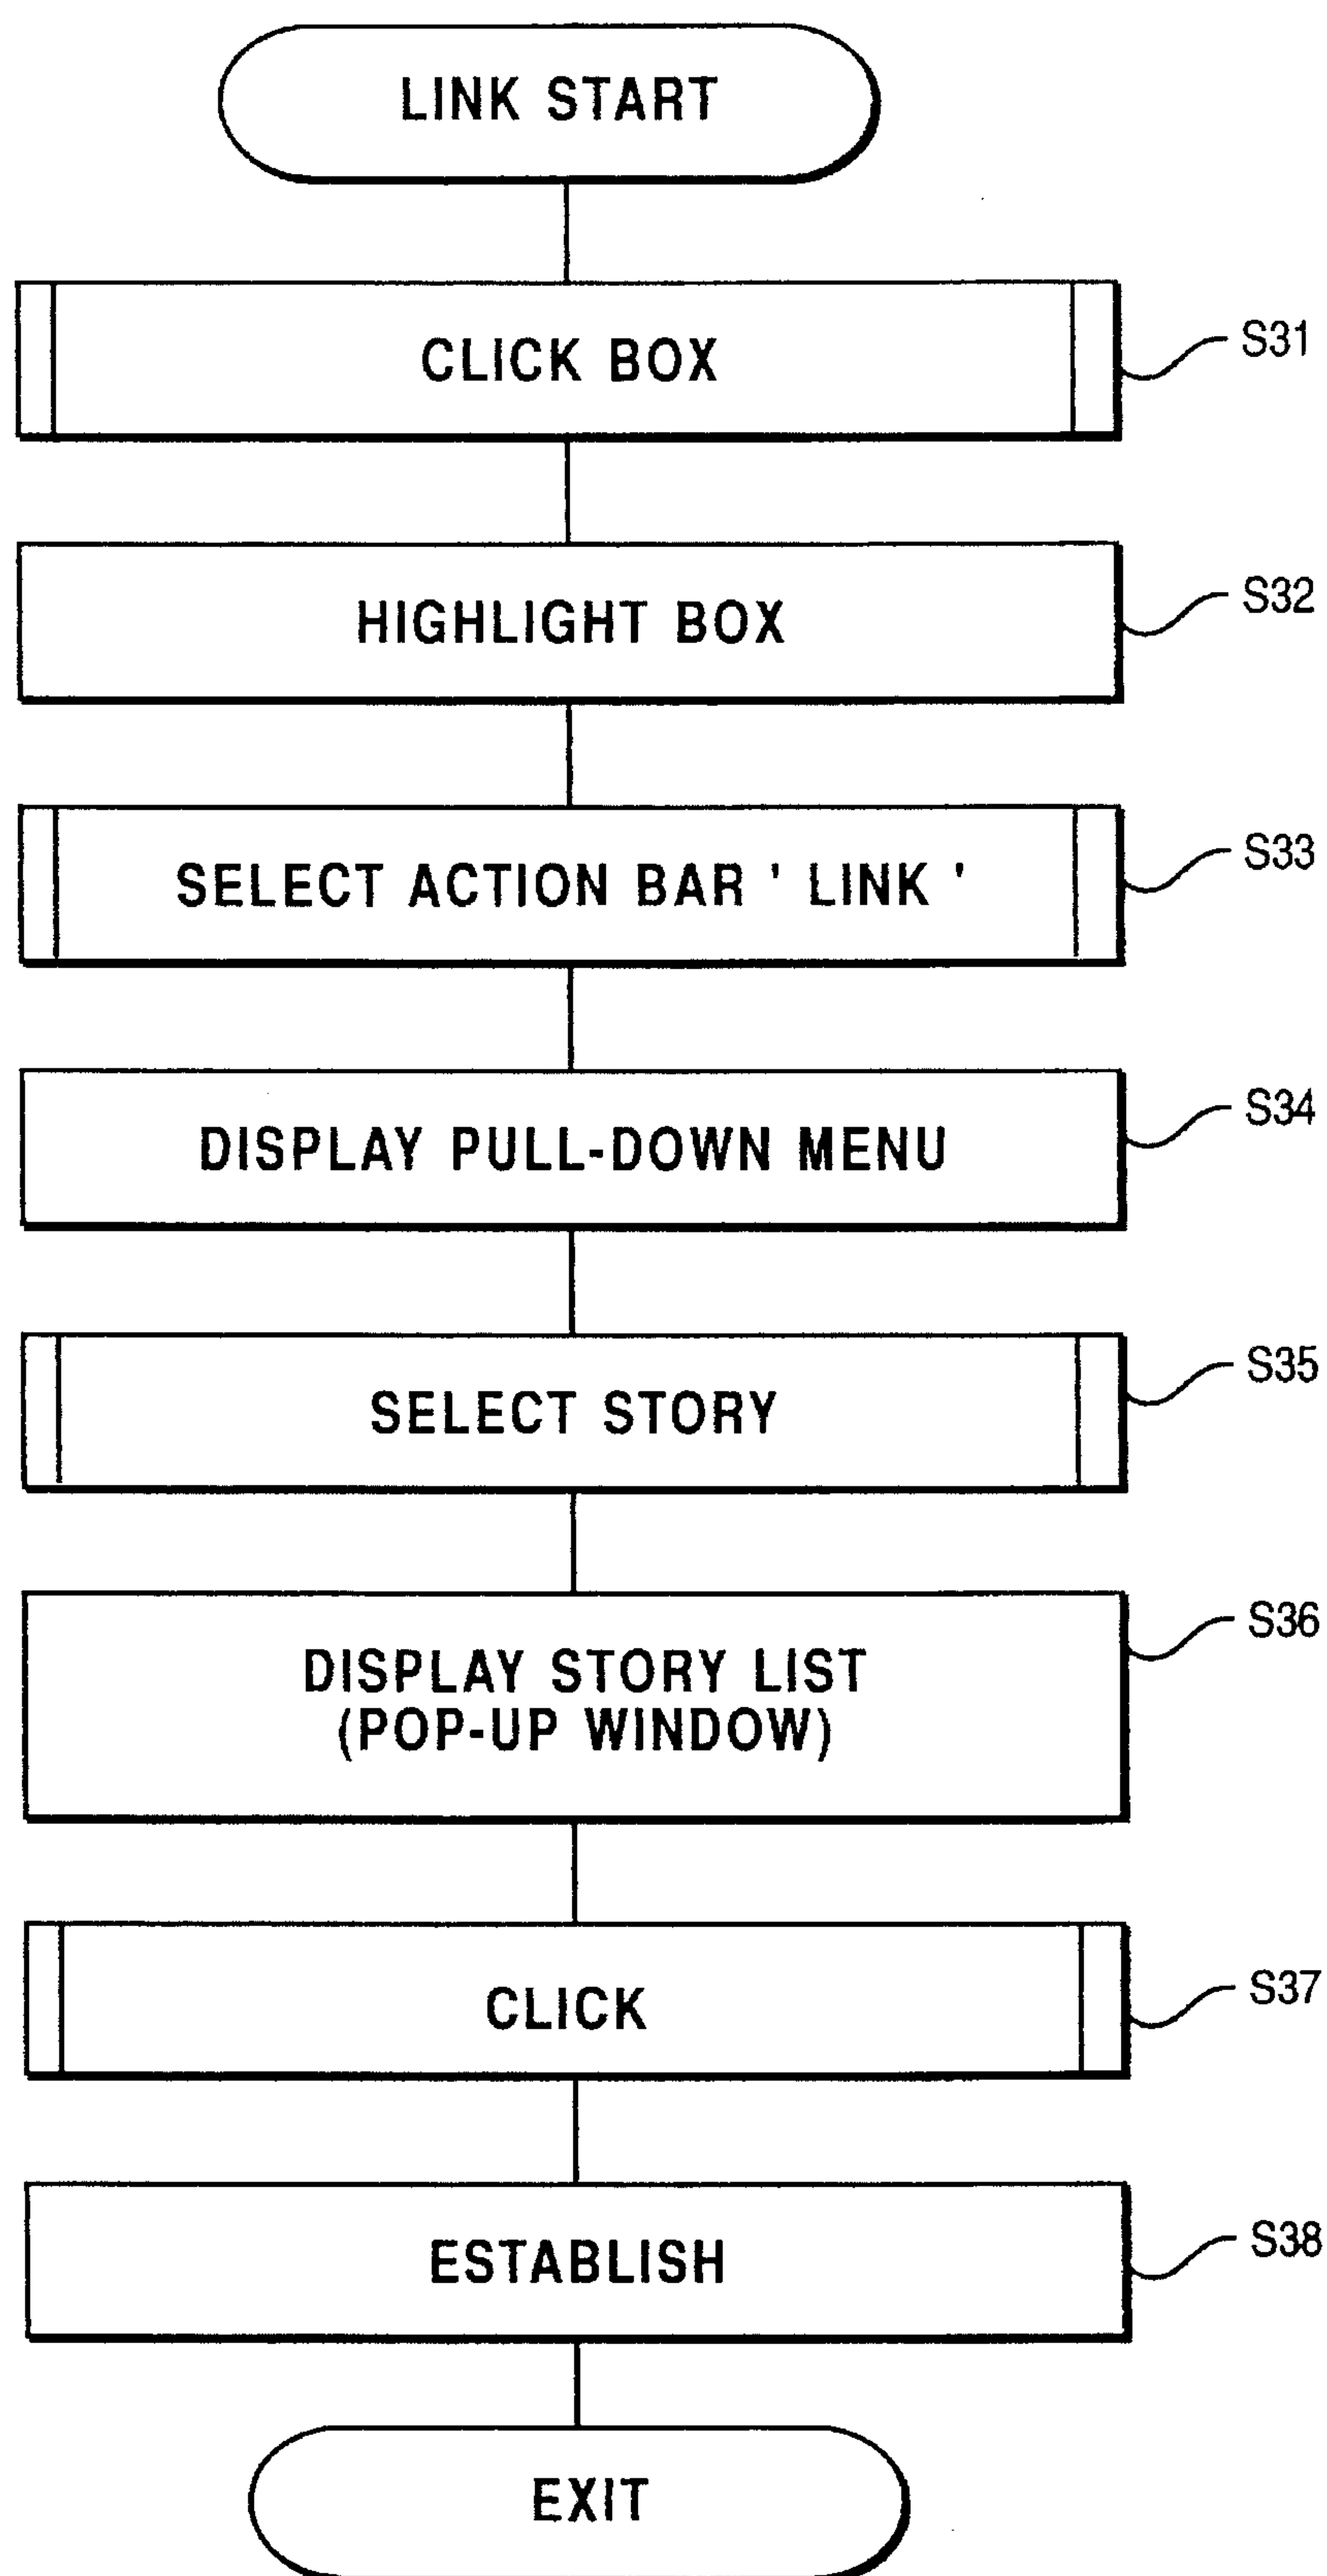 LINK START
CLICK BOX
S31
HIGHLIGHT BOX
S32
SELECT ACTION BAR ' LINK '
S33
DISPLAY PULL-DOWN MENU
S34
SELECT STORY
S35
DISPLAY STORY LIST
(POP-UP WINDOW)
S36
CLICK
S37
ESTABLISH
S38
EXIT